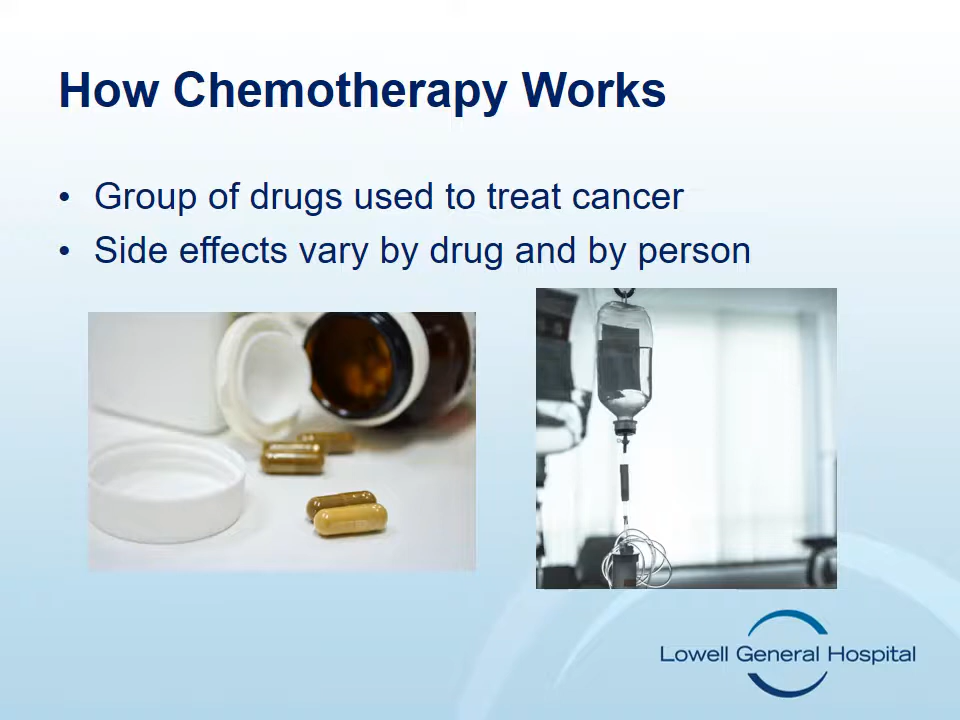 How Chemotherapy Works
• Group of drugs used to treat cancer
• Side effects vary by drug and by person
Lowell General Hospital